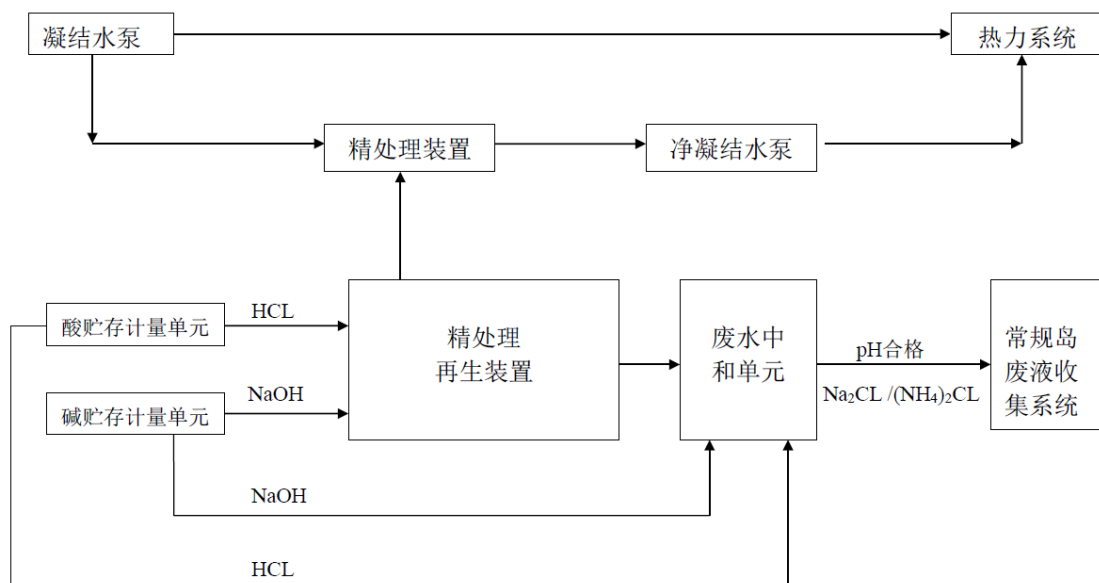 凝结水泵
热力系统
精处理装置
净凝结水泵
酸贮存计量单元
HCL
精处理
再生装置
废水中
和单元
pH合格
Na₂CL /(NH₄)₂CL
常规岛
废液收
集系统
碱贮存计量单元
NaOH
NaOH
HCL